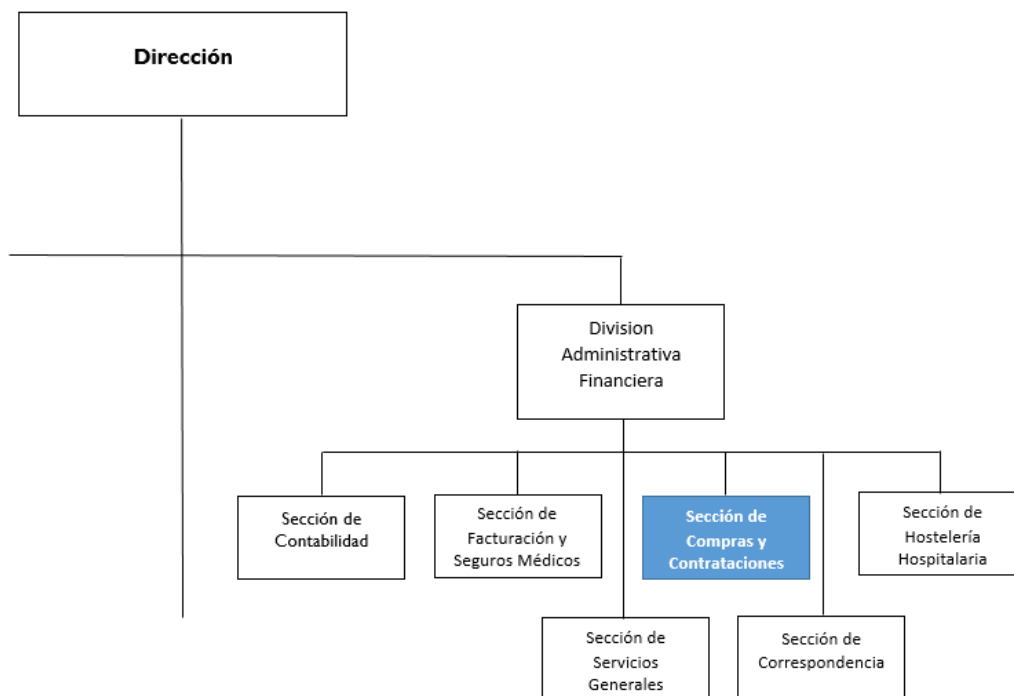 Dirección
Division
Administrativa
Financiera
Sección de
Contabilidad
Sección de
Facturación y
Seguros Médicos
Sección de
Compras y
Contrataciones
Sección de
Hostelería
Hospitalaria
Sección de
Servicios
Generales
Sección de
Correspondencia